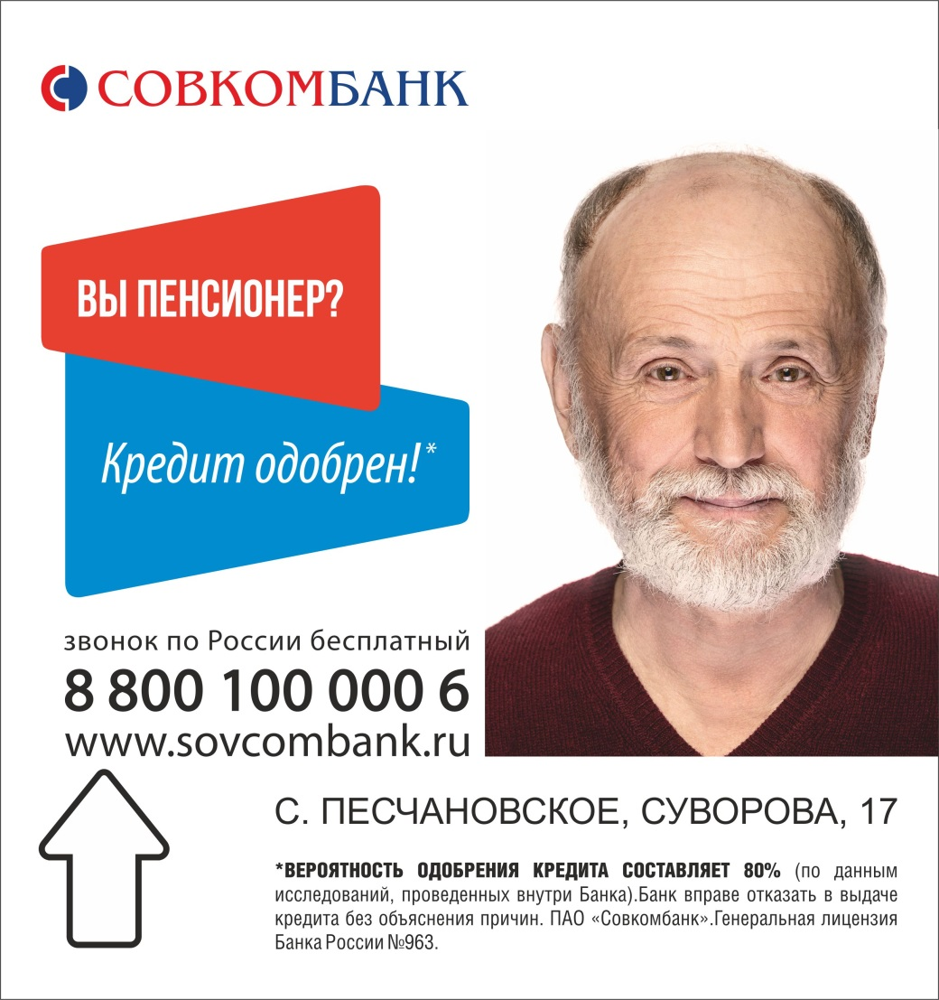 СОВКОМБАНК
ВЫ ПЕНСИОНЕР?
Кредит одобрен!*
звонок по России бесплатный
8 800 100 000 6
www.sovcombank.ru
С. ПЕСЧАНОВСКОЕ, СУВОРОВА, 17
*ВЕРОЯТНОСТЬ ОДОБРЕНИЯ КРЕДИТА СОСТАВЛЯЕТ 80% (по данным
исследований, проведенных внутри Банка).Банк вправе отказать в выдаче
кредита без объяснения причин. ПАО «Совкомбанк».Генеральная лицензия
Банка России №963.